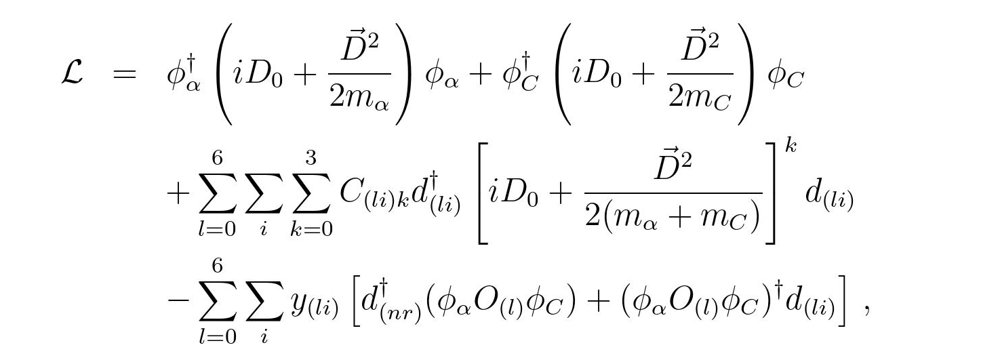 \mathcal{L} = \phi_\alpha^\dagger \left( iD_0 + \frac{\vec{D}^2}{2m_\alpha} \right) \phi_\alpha + \phi_C^\dagger \left( iD_0 + \frac{\vec{D}^2}{2m_C} \right) \phi_C
+ \sum_{l=0}^{6} \sum_i \sum_{k=0}^{3} C_{(li)k} d_{(li)}^\dagger \left[ iD_0 + \frac{\vec{D}^2}{2(m_\alpha + m_C)} \right]^k d_{(li)}
- \sum_{l=0}^{6} \sum_i y_{(li)} \left[ d_{(nr)}^\dagger (\phi_\alpha O_{(l)} \phi_C) + (\phi_\alpha O_{(l)} \phi_C)^\dagger d_{(li)} \right] ,